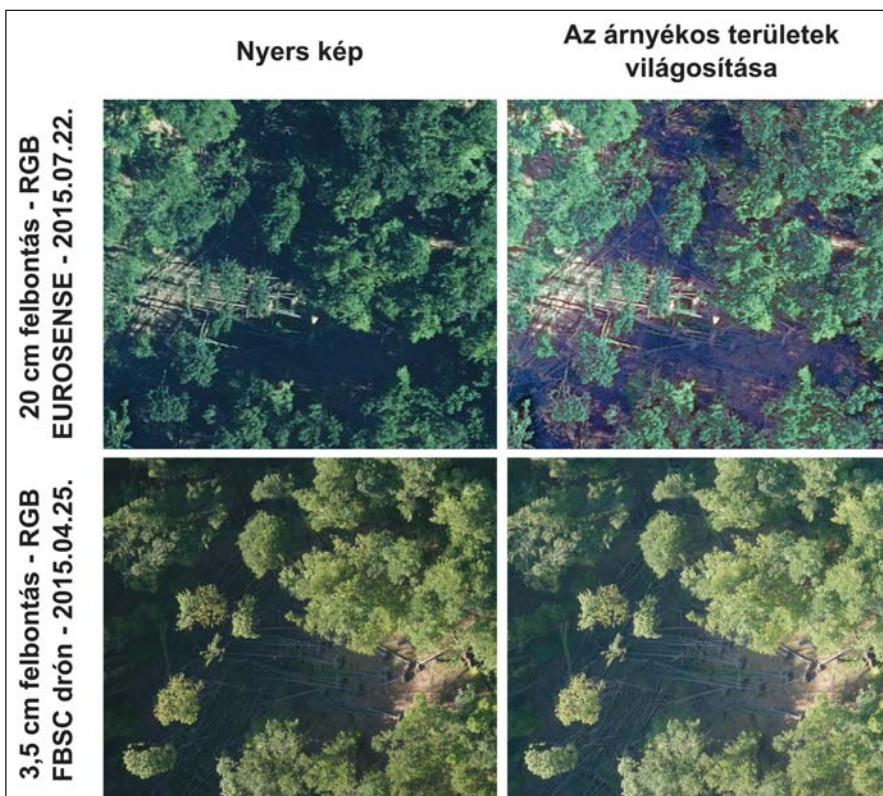 Nyers kép
Az árnyékos területek
világosítása
20 cm felbontás - RGB
EUROSENSE - 2015.07.22.
3,5 cm felbontás - RGB
FBSC drón - 2015.04.25.